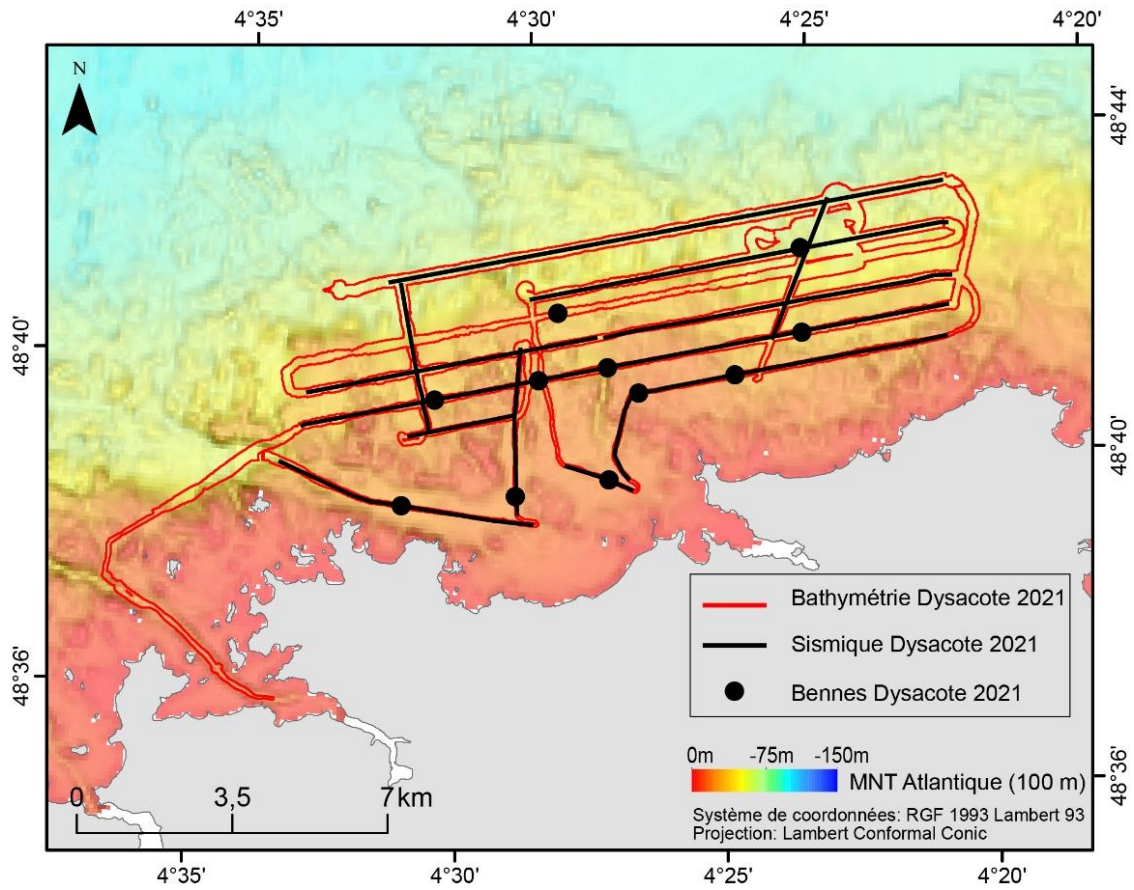 4°35' 4°30' 4°25' 4°20'
N
48°44'
48°40'
48°40'
Bathymétrie Dysacote 2021
Sismique Dysacote 2021
Bennes Dysacote 2021
48°36'
0m -75m -150m
48°36'
MNT Atlantique (100 m)
0 3,5 7 km
Système de coordonnées: RGF 1993 Lambert 93
Projection: Lambert Conformal Conic
4°35' 4°30' 4°25' 4°20'